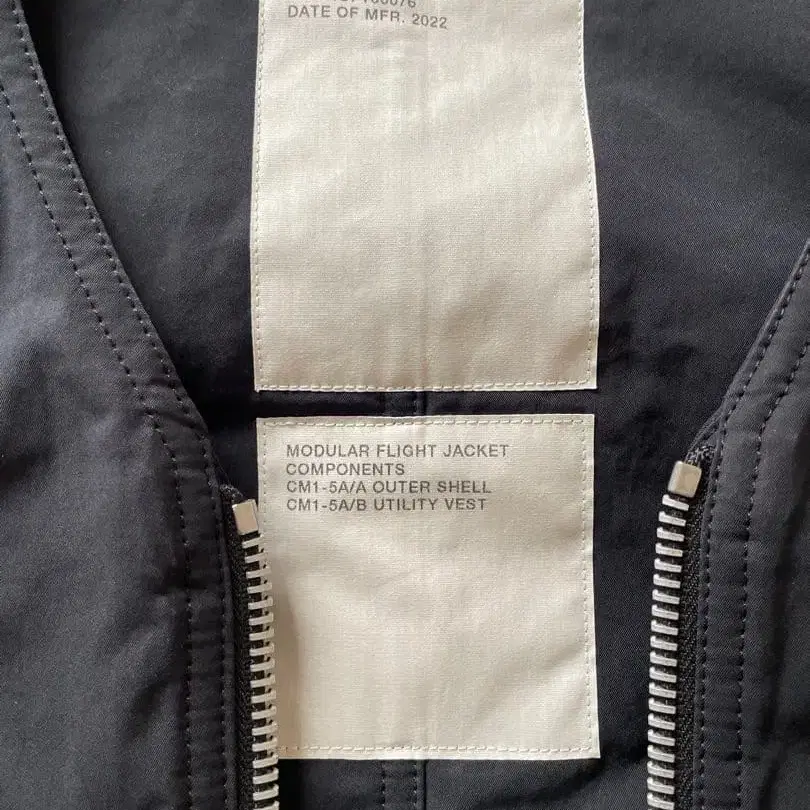 DATE OF MFR. 2022
MODULAR FLIGHT JACKET
COMPONENTS
CM1-5A/A OUTER SHELL
CM1-5A/B UTILITY VEST